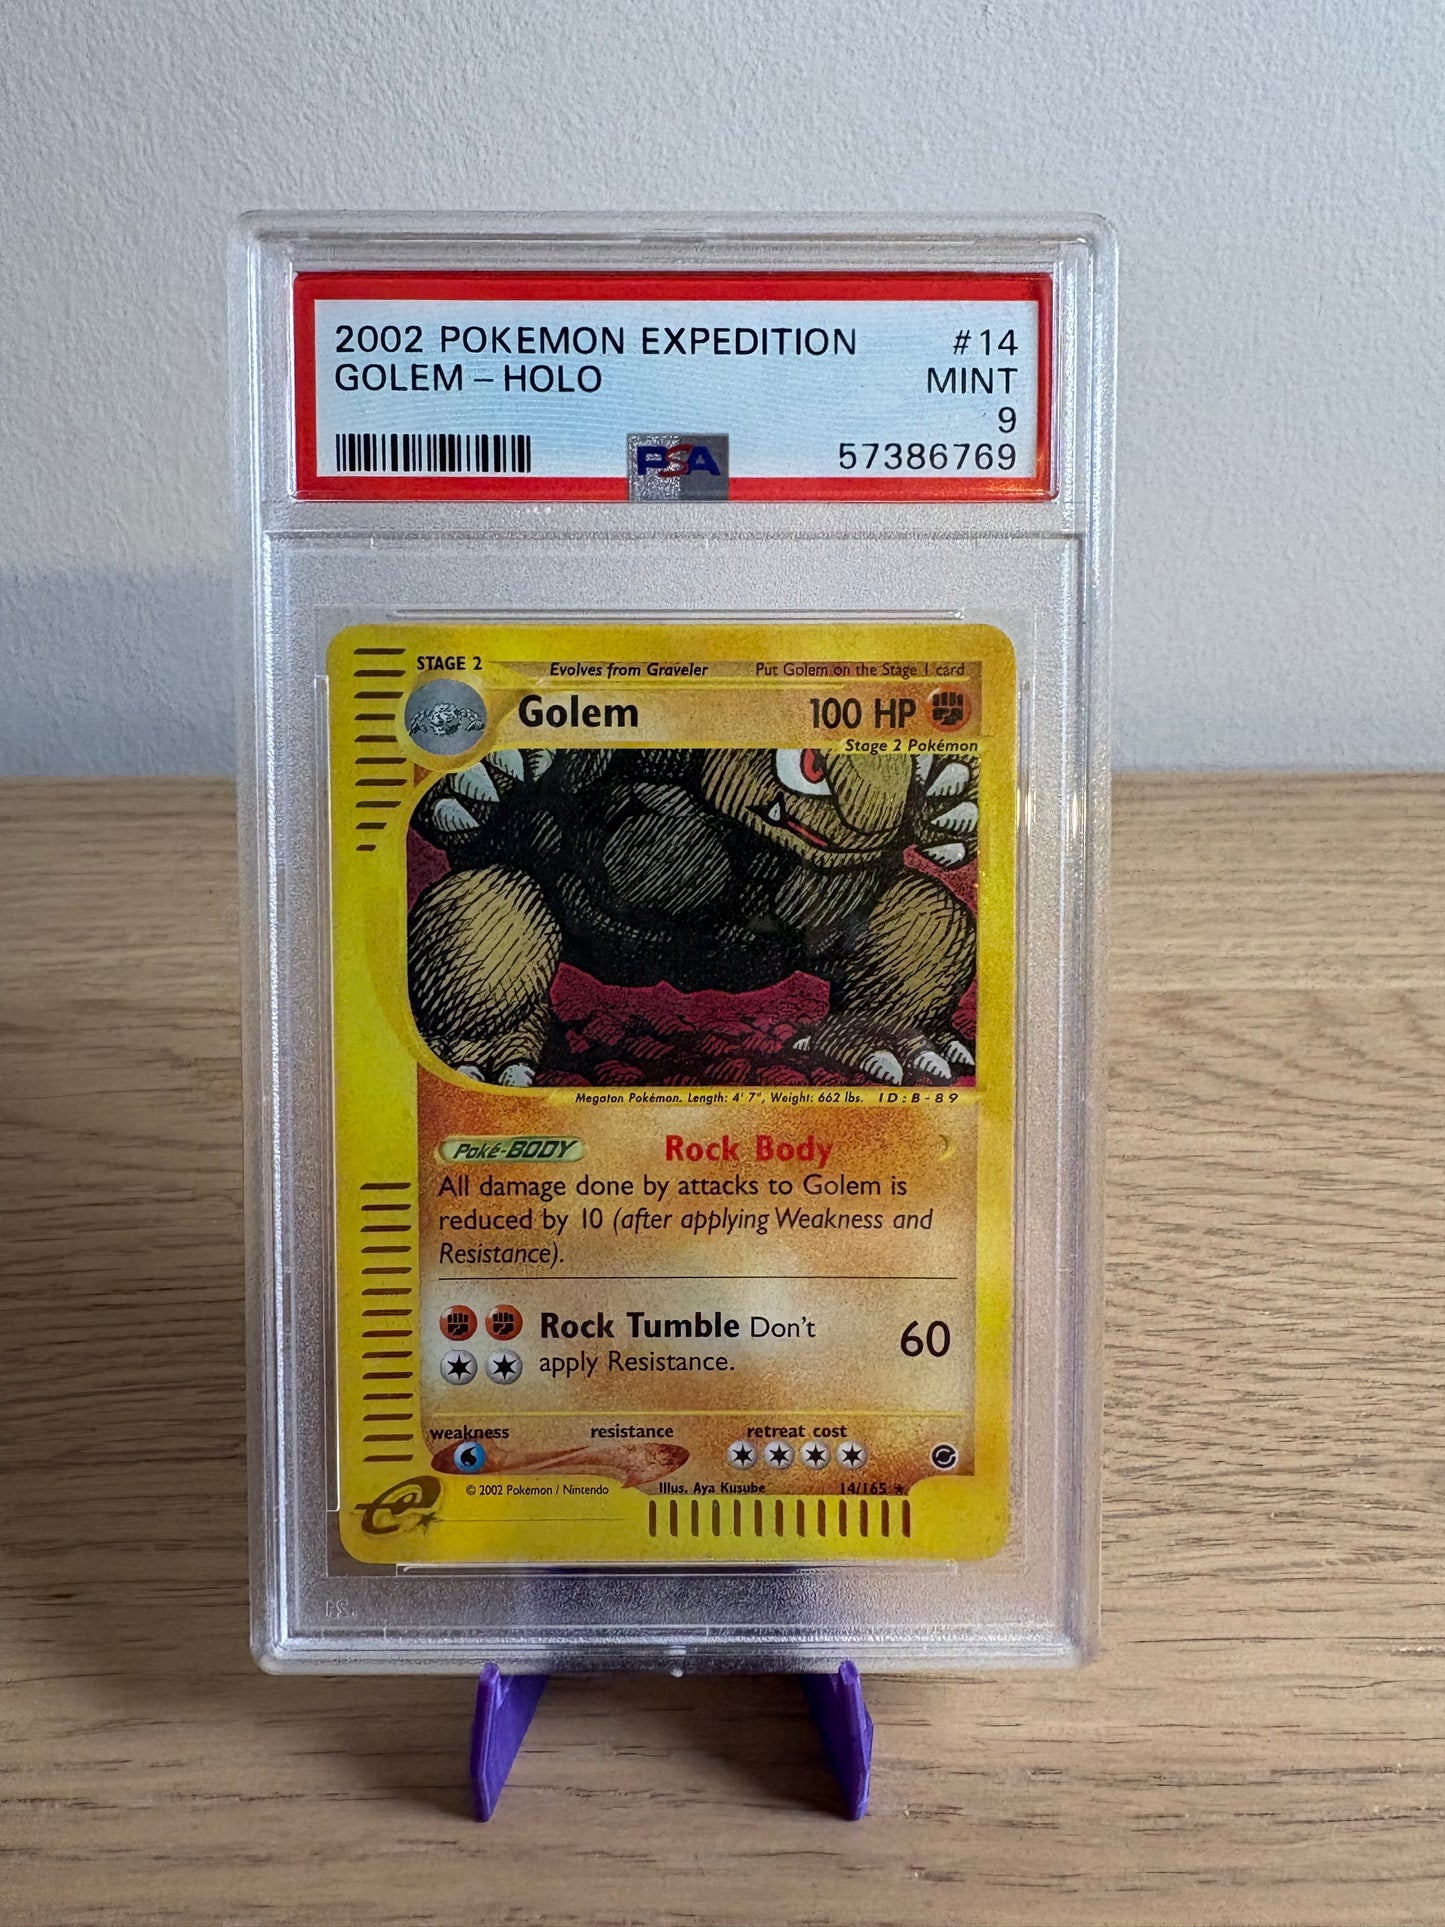 2002 POKEMON EXPEDITION #14
GOLEM – HOLO MINT
9
PSA 57386769
STAGE 2 Evolves from Graveler Put Golem on the Stage 1 card
Golem 100 HP
Stage 2 Pokémon
Megaton Pokémon. Length: 4' 7", Weight: 662 lbs. ID:B-89
Poké-BODY Rock Body
All damage done by attacks to Golem is
reduced by 10 (after applying Weakness and
Resistance).
Rock Tumble Don't 60
apply Resistance.
weakness resistance retreat cost
© 2002 Pokémon / Nintendo Illus. Aya Kusube 14/165 ★
e